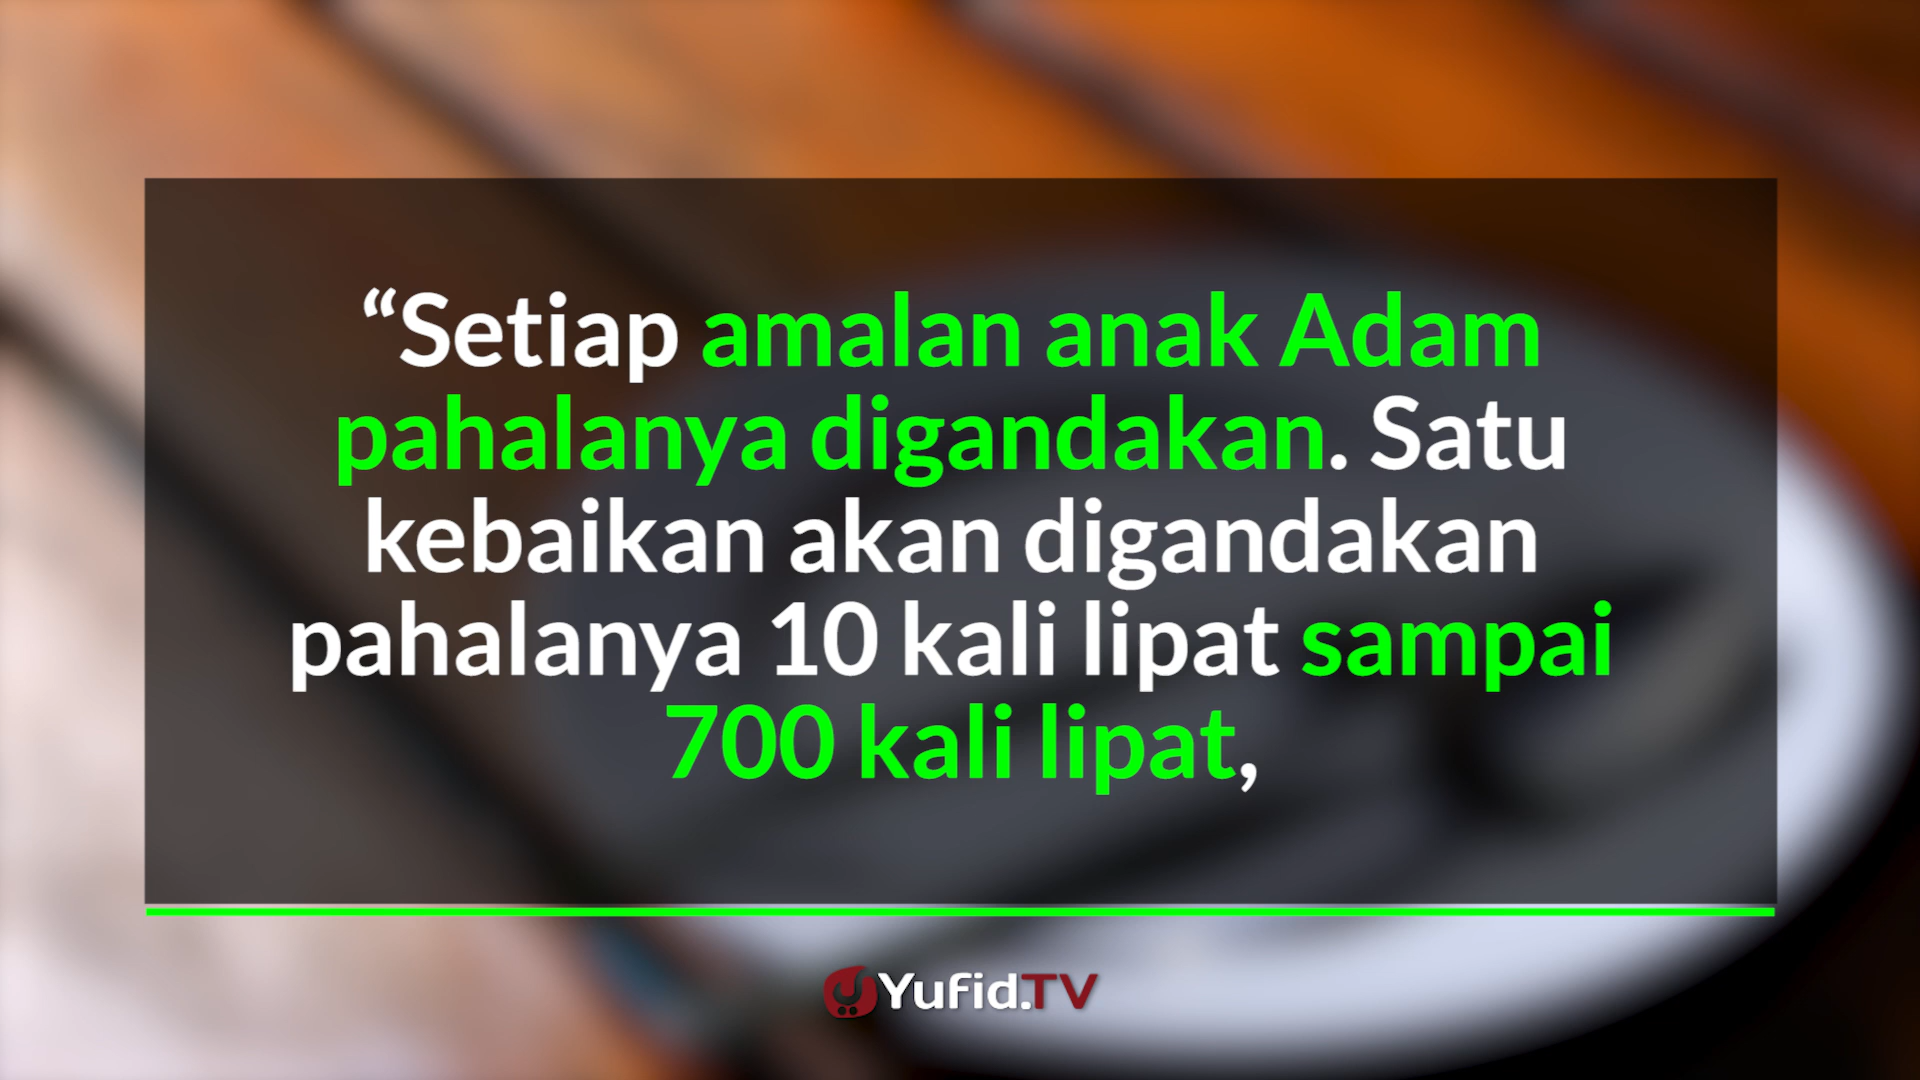 “Setiap amalan anak Adam
pahalanya digandakan. Satu
kebaikan akan digandakan
pahalanya 10 kali lipat sampai
700 kali lipat,
Yufid.TV